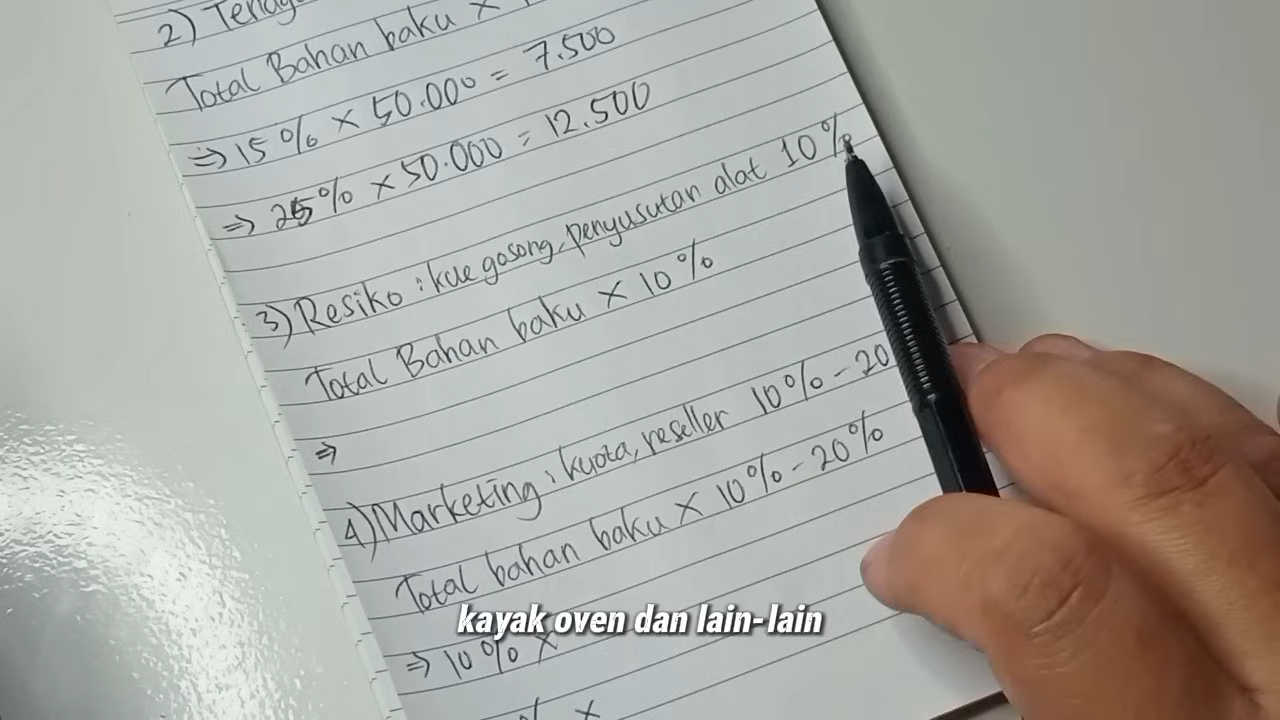 2) Tenaga
Total Bahan baku ×
⇒ 15% × 50.000 = 7.500
⇒ 25% × 50.000 = 12.500
3) Resiko : kue gosong, penyusutan alat 10%
Total Bahan baku × 10%
⇒
4) Marketing : kuota, reseller 10% - 20
Total bahan baku × 10% - 20%
⇒ 10% ×
% ×
kayak oven dan lain-lain